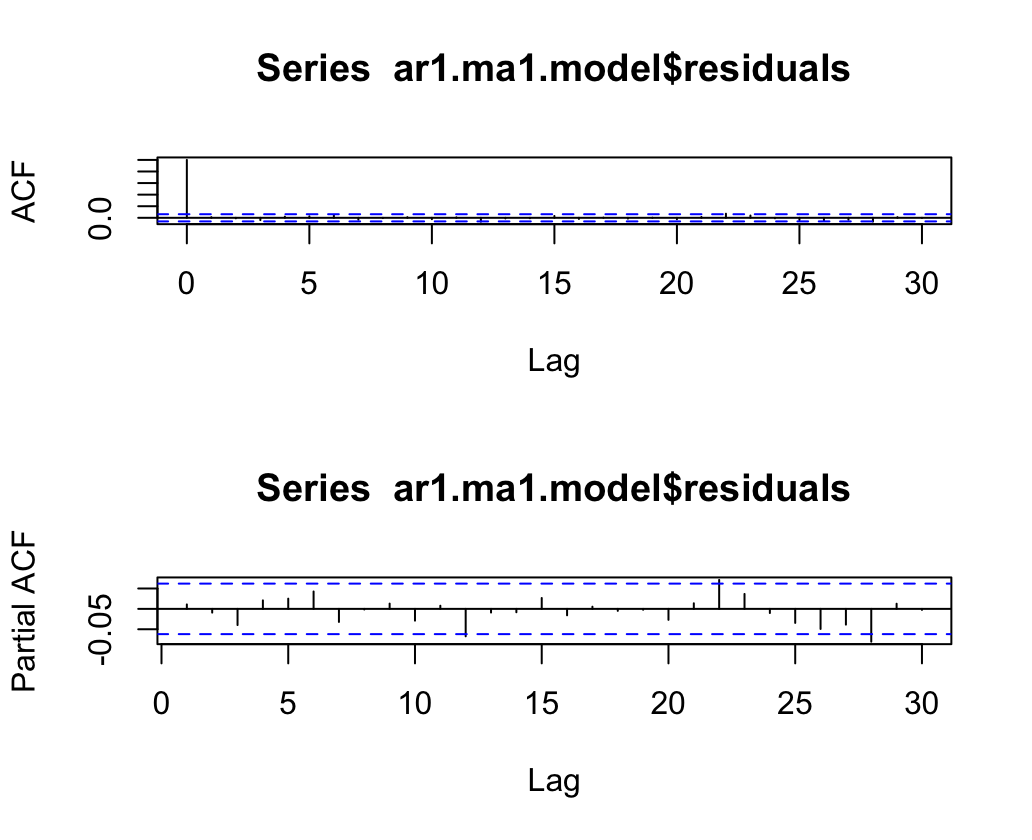 Series ar1.ma1.model$residuals
ACF
0.0
0 5 10 15 20 25 30
Lag
Series ar1.ma1.model$residuals
Partial ACF
-0.05
0 5 10 15 20 25 30
Lag